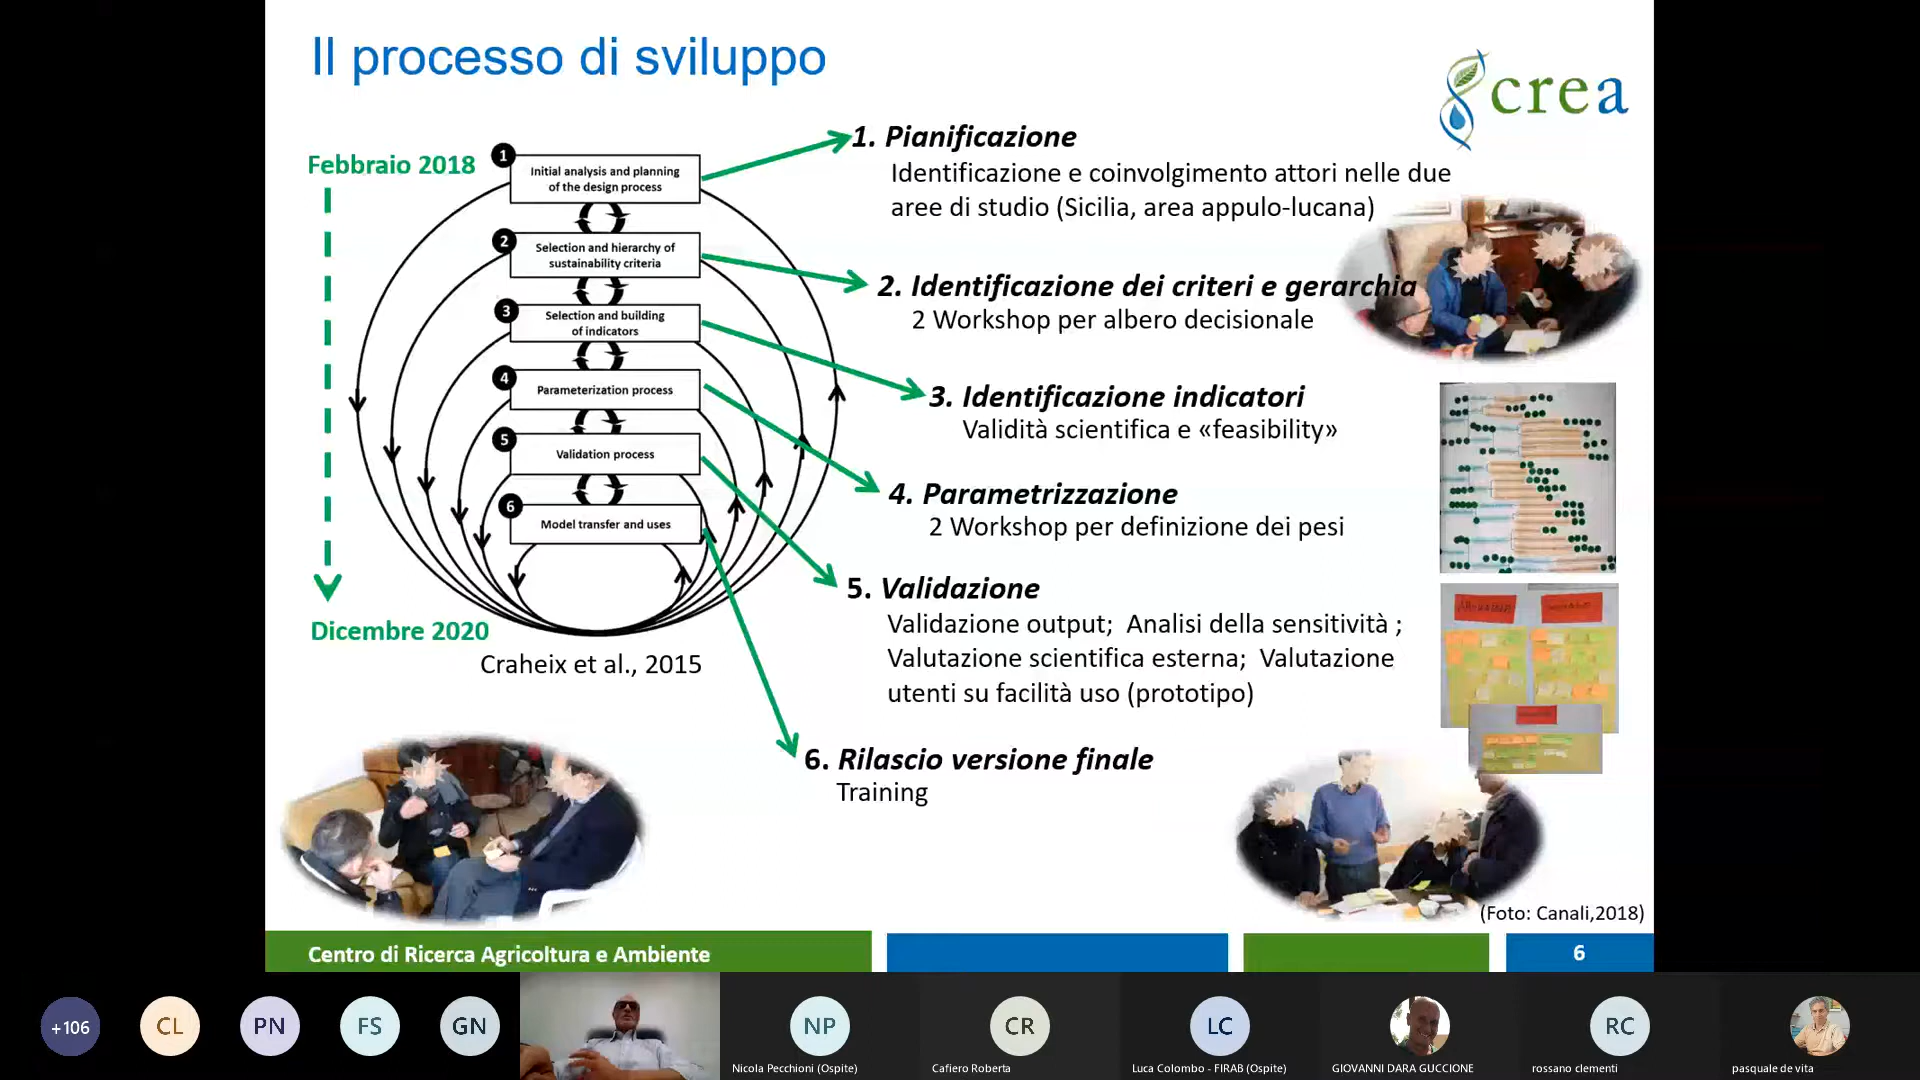 Il processo di sviluppo
crea
Febbraio 2018
Dicembre 2020
1
Initial analysis and planning
of the design process
2
Selection and hierarchy of
sustainability criteria
3
Selection and building
of indicators
4
Parameterization process
5
Validation process
6
Model transfer and uses
Craheix et al., 2015
1. Pianificazione
Identificazione e coinvolgimento attori nelle due
aree di studio (Sicilia, area appulo-lucana)
2. Identificazione dei criteri e gerarchia
2 Workshop per albero decisionale
3. Identificazione indicatori
Validità scientifica e «feasibility»
4. Parametrizzazione
2 Workshop per definizione dei pesi
5. Validazione
Validazione output; Analisi della sensitività ;
Valutazione scientifica esterna; Valutazione
utenti su facilità uso (prototipo)
6. Rilascio versione finale
Training
(Foto: Canali,2018)
Centro di Ricerca Agricoltura e Ambiente
6
+106
CL
PN
FS
GN
NP
Nicola Pecchioni (Ospite)
CR
Cafiero Roberta
LC
Luca Colombo - FIRAB (Ospite)
GIOVANNI DARA GUCCIONE
RC
rossano clementi
pasquale de vita